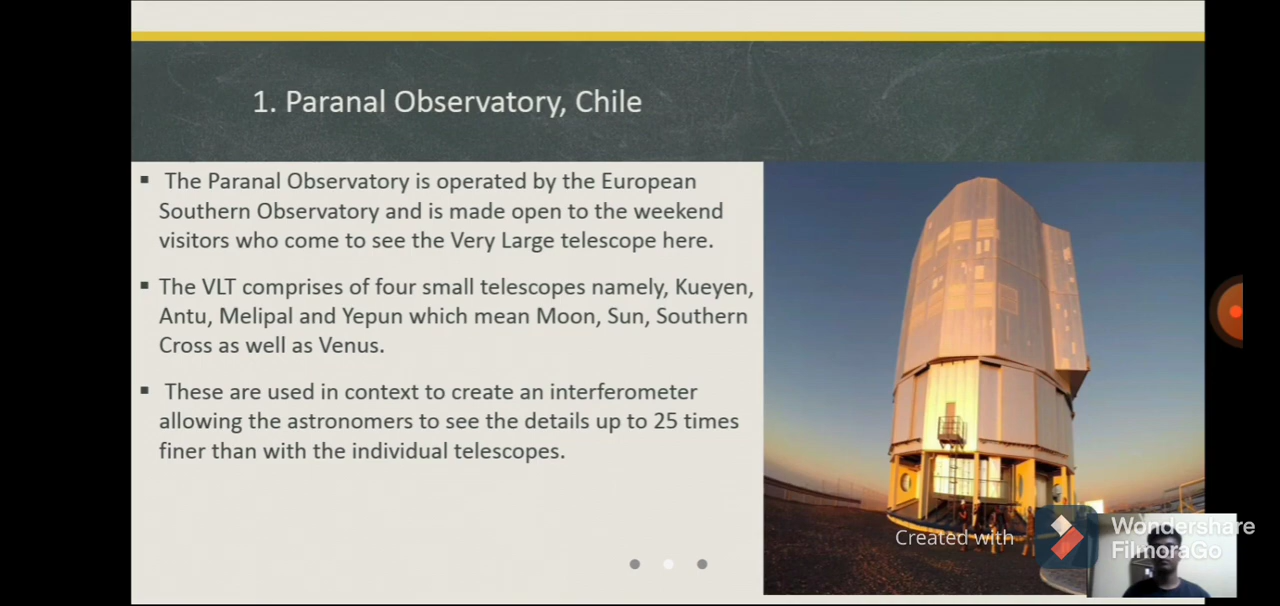 1. Paranal Observatory, Chile
▪ The Paranal Observatory is operated by the European
Southern Observatory and is made open to the weekend
visitors who come to see the Very Large telescope here.
▪ The VLT comprises of four small telescopes namely, Kueyen,
Antu, Melipal and Yepun which mean Moon, Sun, Southern
Cross as well as Venus.
▪ These are used in context to create an interferometer
allowing the astronomers to see the details up to 25 times
finer than with the individual telescopes.
Created with
Wondershare
FilmoraGo